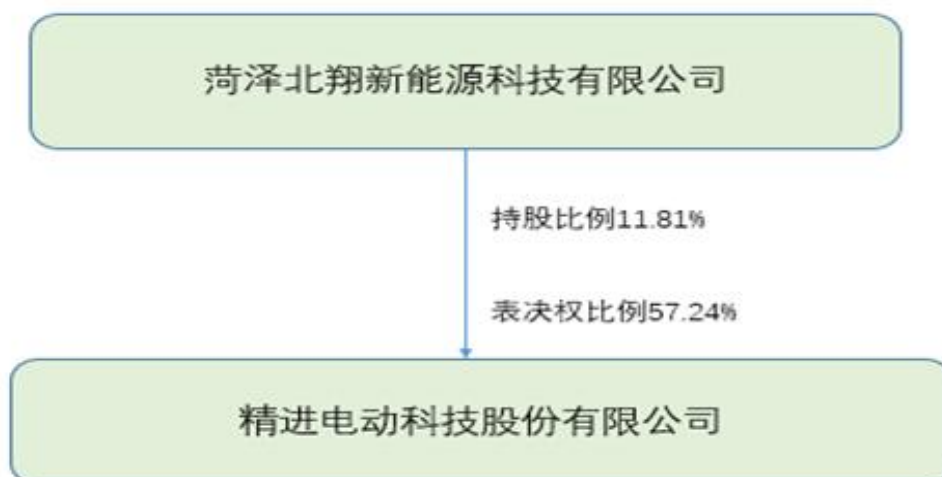 菏泽北翔新能源科技有限公司
持股比例11.81%
表决权比例57.24%
精进电动科技股份有限公司